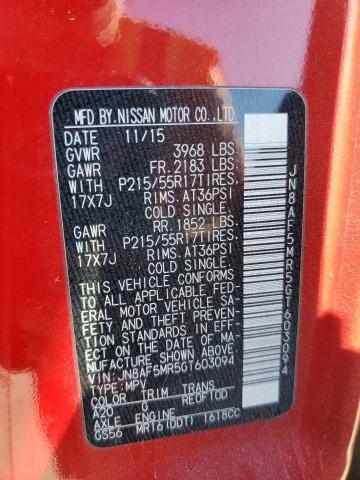 MFD BY.NISSAN MOTOR CO.,LTD.
DATE 11/15
GVWR 3968 LBS
GAWR FR. 2183 LBS
WITH P215/55R17TIRES.
17X7J RIMS.AT36PSI
COLD SINGLE
GAWR RR. 1852 LBS
WITH P215/55R17TIRES.
17X7J RIMS.AT36PSI
COLD SINGLE
THIS VEHICLE CONFORMS
TO ALL APPLICABLE FED-
ERAL MOTOR VEHICLE SA-
FETY AND THEFT PREV-
ENTION STANDARDS IN EFF-
ECT ON THE DATE OF MA-
NUFACTURE SHOWN ABOVE.
VIN:JN8AF5MR5GT603094
TYPE:MPV
COLOR TRIM TRANS
A20 G REOF10D
AXLE ENGINE
GS56 MR16(DDT) 1618CC
JN8AF5MR5GT603094